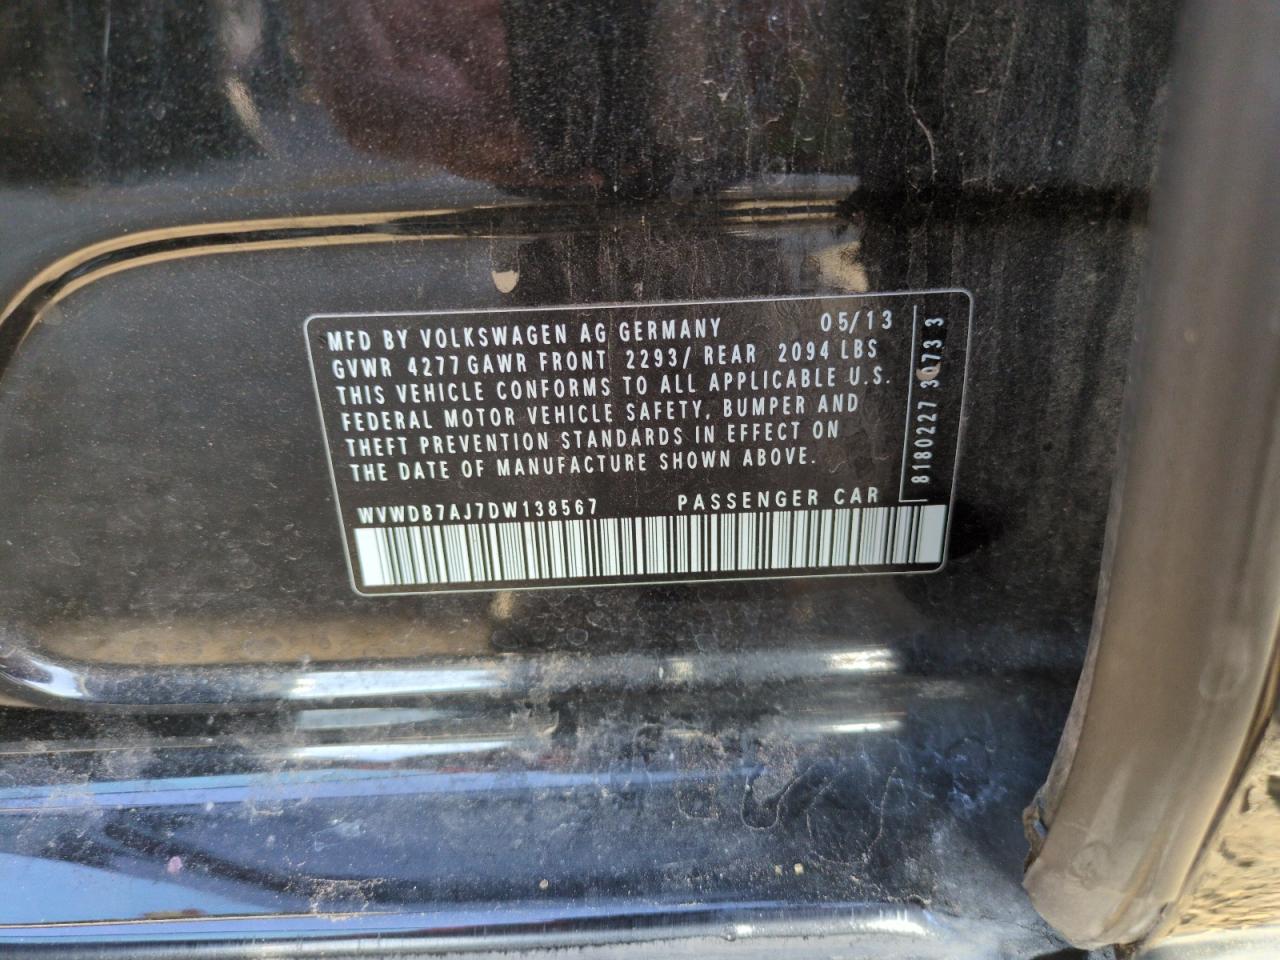 MFD BY VOLKSWAGEN AG GERMANY 05/13
GVWR 4277 GAWR FRONT 2293/ REAR 2094 LBS
THIS VEHICLE CONFORMS TO ALL APPLICABLE U.S.
FEDERAL MOTOR VEHICLE SAFETY, BUMPER AND
THEFT PREVENTION STANDARDS IN EFFECT ON
THE DATE OF MANUFACTURE SHOWN ABOVE.
WVWDB7AJ7DW138567 PASSENGER CAR
8180227 3